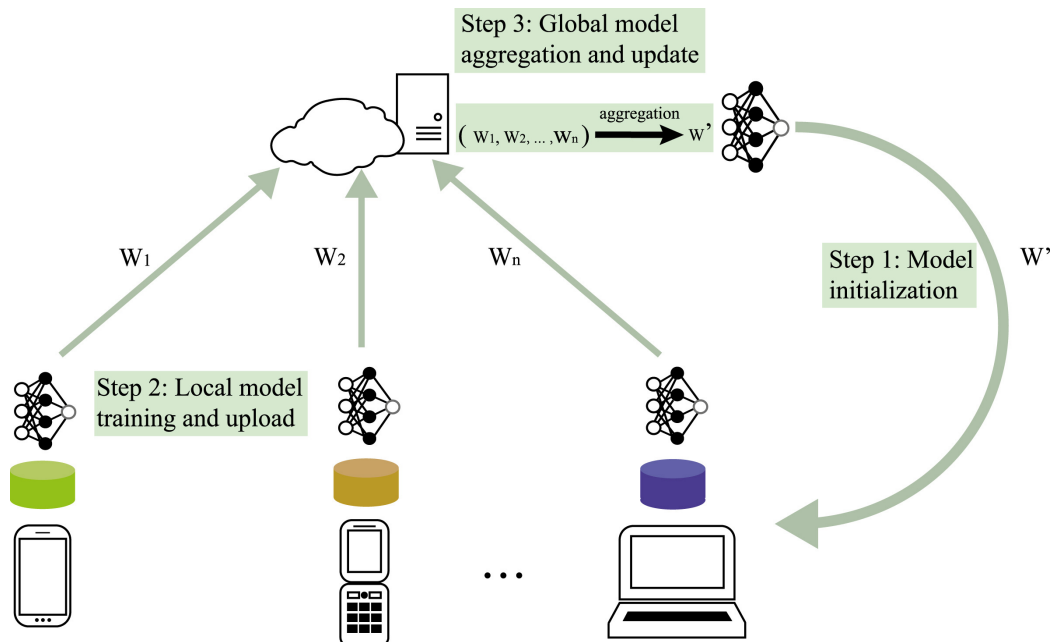 Step 3: Global model
aggregation and update
aggregation
( W1, W2, ... ,Wn ) W'
W1
W2
Wn
Step 1: Model
initialization
W'
Step 2: Local model
training and upload
...